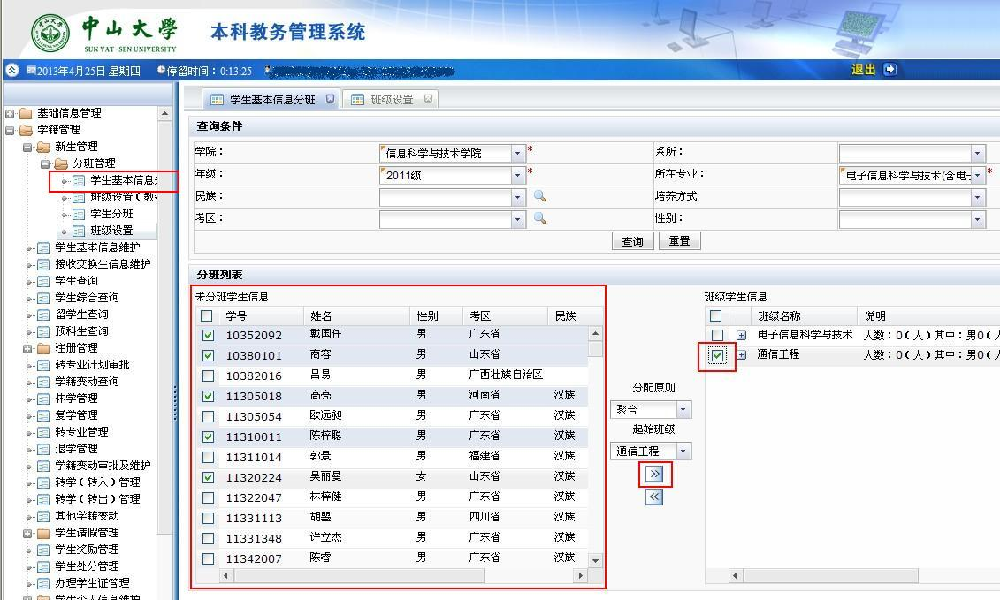 中山大學
SUN YAT-SEN UNIVERSITY
本科教务管理系统
2013年4月25日 星期四 停留时间：0:13:25
退出
基础信息管理
学籍管理
新生管理
分班管理
学生基本信息分
班级设置（教务
学生分班
班级设置
学生基本信息维护
接收交换生信息维护
学生查询
学生综合查询
留学生查询
预科生查询
注册管理
转专业计划审批
学籍变动查询
休学管理
复学管理
转专业管理
退学管理
学籍变动审批及维护
转学（转入）管理
转学（转出）管理
其他学籍变动
学生请假管理
学生奖励管理
学生处分管理
办理学生证管理
学生个人信息维护
学生基本信息分班 班级设置
查询条件
学院： 信息科学与技术学院 * 系所：
年级： 2011级 * 所在专业： 电子信息科学与技术(含电子 *
民族： 培养方式
考区： 性别：
查询 重置
分班列表
未分班学生信息
学号 姓名 性别 考区 民族
10352092 戴国任 男 广东省
10380101 商容 男 山东省
10382016 吕易 男 广西壮族自治区
11305018 高亮 男 河南省 汉族
11305054 欧远昶 男 广东省 汉族
11310011 陈梓聪 男 广东省 汉族
11311014 郭景 男 福建省 汉族
11320224 吴丽曼 女 山东省 汉族
11322047 林梓健 男 广东省 汉族
11331113 胡曌 男 四川省 汉族
11331348 许立杰 男 广东省 汉族
11342007 陈睿 男 广东省 汉族
分配原则
聚合
起始班级
通信工程
班级学生信息
班级名称 说明
电子信息科学与技术 人数：0（人）其中：男0（人
通信工程 人数：0（人）其中：男0（人